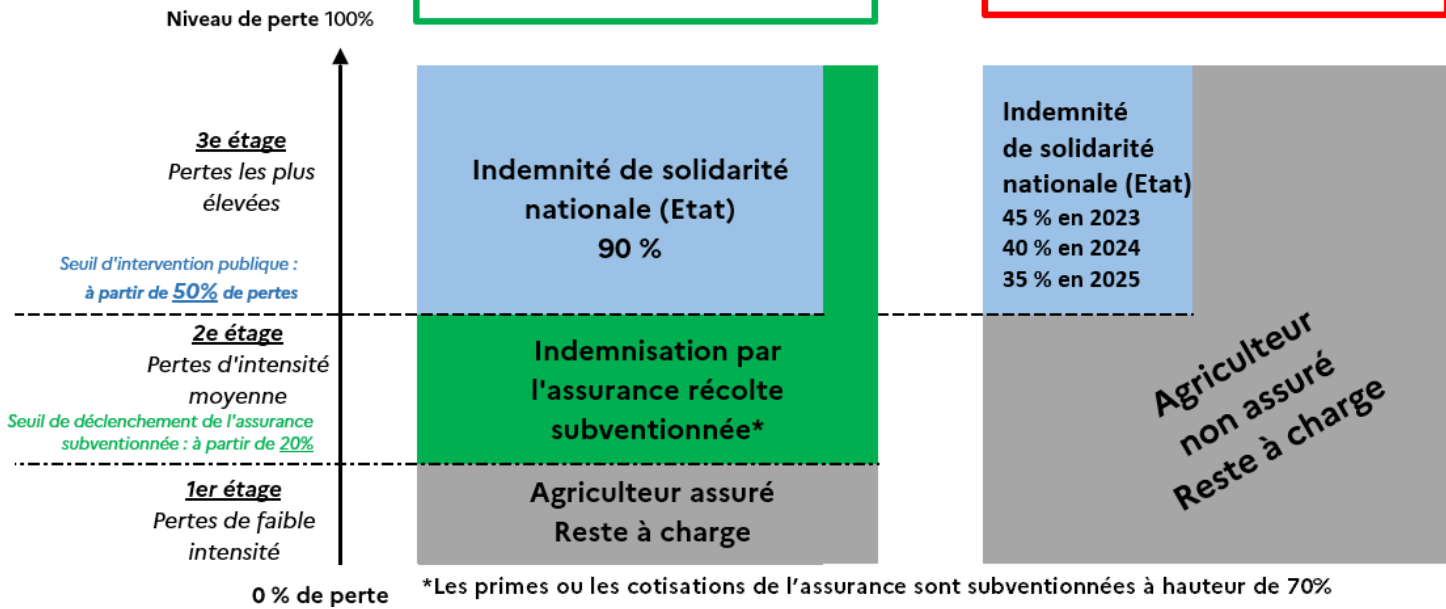 Niveau de perte 100%
3e étage
Pertes les plus
élevées
Seuil d'intervention publique :
à partir de 50% de pertes
2e étage
Pertes d'intensité
moyenne
Seuil de déclenchement de l'assurance
subventionnée : à partir de 20%
1er étage
Pertes de faible
intensité
0 % de perte
Indemnité de solidarité
nationale (Etat)
90 %
Indemnisation par
l'assurance récolte
subventionnée*
Agriculteur assuré
Reste à charge
Indemnité
de solidarité
nationale (Etat)
45 % en 2023
40 % en 2024
35 % en 2025
Agriculteur
non assuré
Reste à charge
*Les primes ou les cotisations de l’assurance sont subventionnées à hauteur de 70%